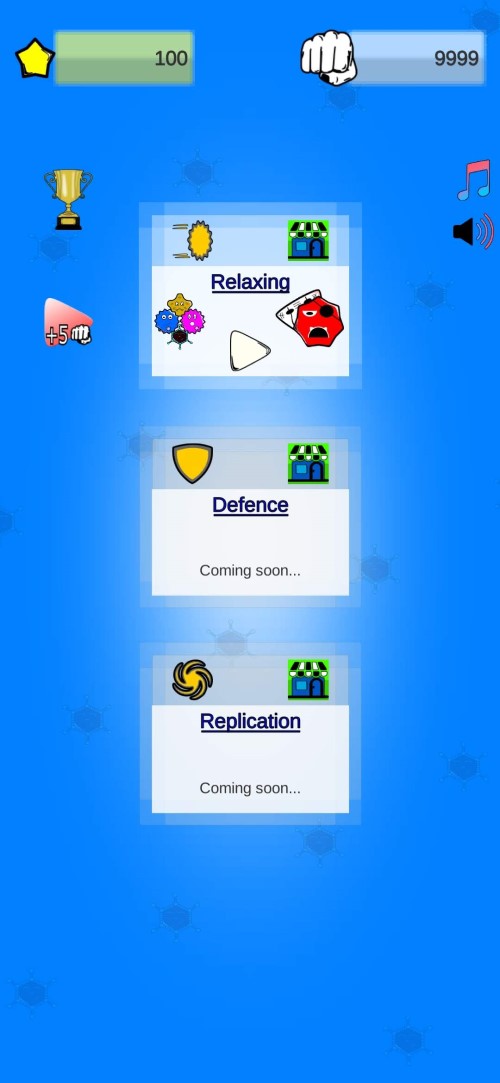 100
9999
+5
Relaxing
Defence
Coming soon...
Replication
Coming soon...